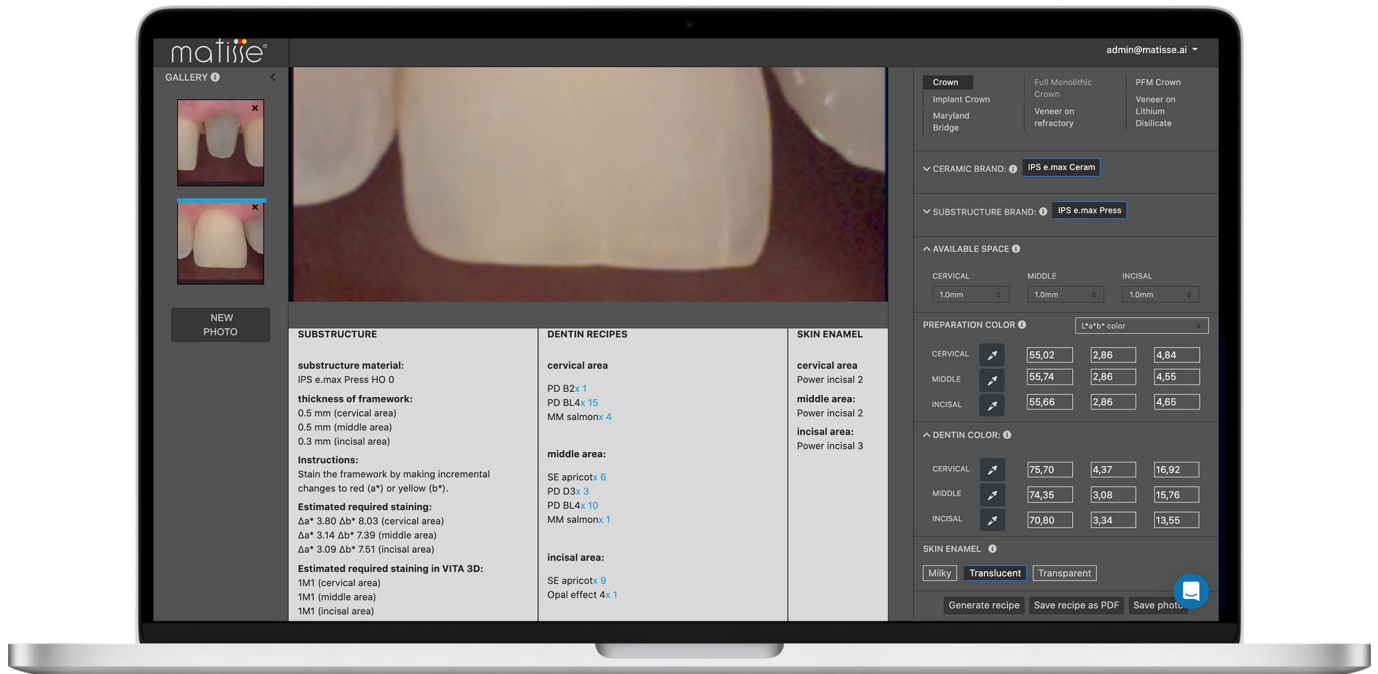 matisse®
admin@matisse.ai
GALLERY
NEW
PHOTO
SUBSTRUCTURE
substructure material:
IPS e.max Press HO 0
thickness of framework:
0.5 mm (cervical area)
0.5 mm (middle area)
0.3 mm (incisal area)
Instructions:
Stain the framework by making incremental
changes to red (a*) or yellow (b*).
Estimated required staining:
Δa* 3.80 Δb* 8.03 (cervical area)
Δa* 3.14 Δb* 7.39 (middle area)
Δa* 3.09 Δb* 7.51 (incisal area)
Estimated required staining in VITA 3D:
1M1 (cervical area)
1M1 (middle area)
1M1 (incisal area)
DENTIN RECIPES
cervical area
PD B2x 1
PD BL4x 15
MM salmonx 4
middle area:
SE apricotx 6
PD D3x 3
PD BL4x 10
MM salmonx 1
incisal area:
SE apricotx 9
Opal effect 4x 1
SKIN ENAMEL
cervical area
Power incisal 2
middle area:
Power incisal 2
incisal area:
Power incisal 3
Crown
Implant Crown
Maryland
Bridge
Full Monolithic
Crown
Veneer on
refractory
PFM Crown
Veneer on
Lithium
Disilicate
CERAMIC BRAND: IPS e.max Ceram
SUBSTRUCTURE BRAND: IPS e.max Press
AVAILABLE SPACE
CERVICAL MIDDLE INCISAL
1.0mm 1.0mm 1.0mm
PREPARATION COLOR L*a*b* color
CERVICAL 55,02 2,86 4,84
MIDDLE 55,74 2,86 4,55
INCISAL 55,66 2,86 4,65
DENTIN COLOR:
CERVICAL 75,70 4,37 16,92
MIDDLE 74,35 3,08 15,76
INCISAL 70,80 3,34 13,55
SKIN ENAMEL
Milky Translucent Transparent
Generate recipe Save recipe as PDF Save photo